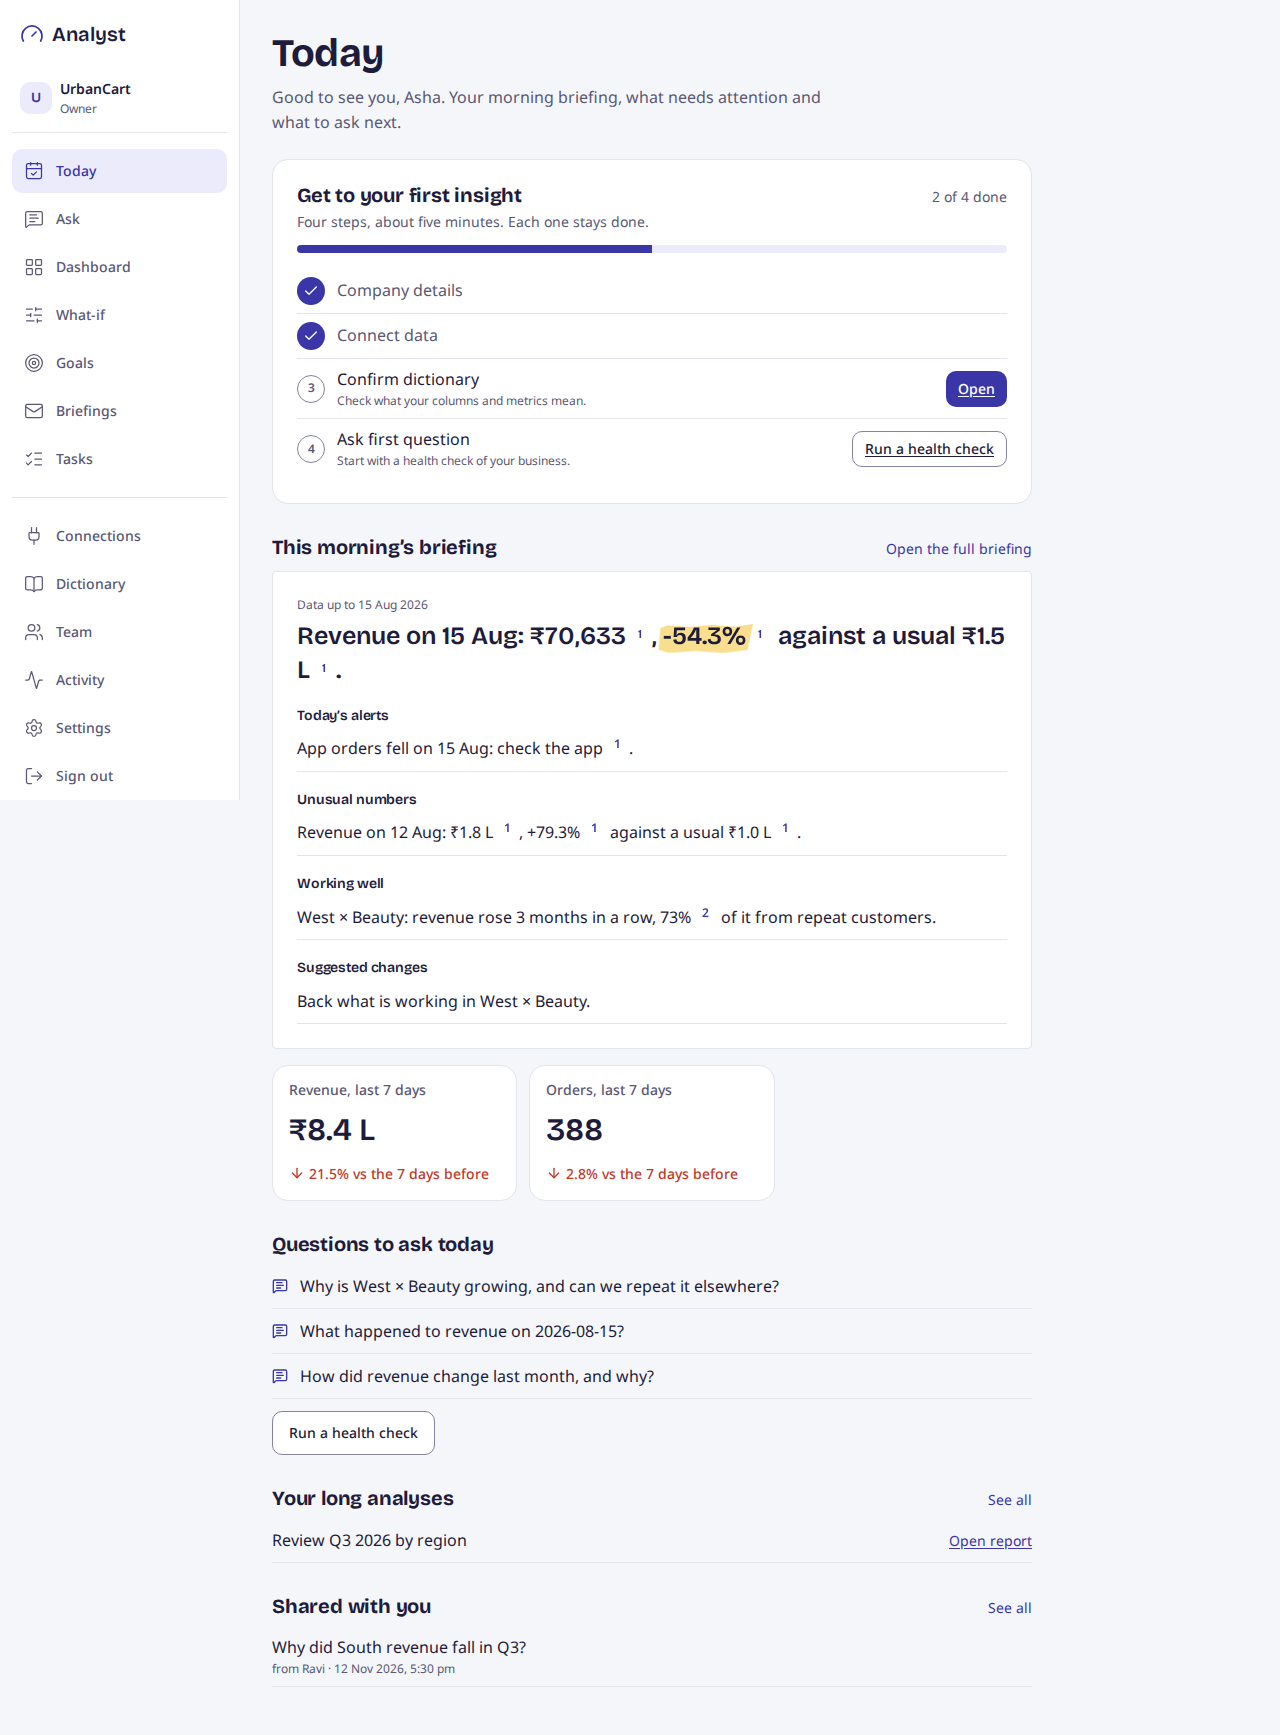 Analyst
U
UrbanCart
Owner
Today
Ask
Dashboard
What-if
Goals
Briefings
Tasks
Connections
Dictionary
Team
Activity
Settings
Sign out
Today
Good to see you, Asha. Your morning briefing, what needs attention and
what to ask next.
Get to your first insight
2 of 4 done
Four steps, about five minutes. Each one stays done.
Company details
Connect data
3
Confirm dictionary
Check what your columns and metrics mean.
Open
4
Ask first question
Start with a health check of your business.
Run a health check
This morning's briefing
Open the full briefing
Data up to 15 Aug 2026
Revenue on 15 Aug: ₹70,633 1 , -54.3% 1 against a usual ₹1.5
L 1 .
Today's alerts
App orders fell on 15 Aug: check the app 1 .
Unusual numbers
Revenue on 12 Aug: ₹1.8 L 1 , +79.3% 1 against a usual ₹1.0 L 1 .
Working well
West × Beauty: revenue rose 3 months in a row, 73% 2 of it from repeat customers.
Suggested changes
Back what is working in West × Beauty.
Revenue, last 7 days
₹8.4 L
21.5% vs the 7 days before
Orders, last 7 days
388
2.8% vs the 7 days before
Questions to ask today
Why is West × Beauty growing, and can we repeat it elsewhere?
What happened to revenue on 2026-08-15?
How did revenue change last month, and why?
Run a health check
Your long analyses
See all
Review Q3 2026 by region
Open report
Shared with you
See all
Why did South revenue fall in Q3?
from Ravi · 12 Nov 2026, 5:30 pm